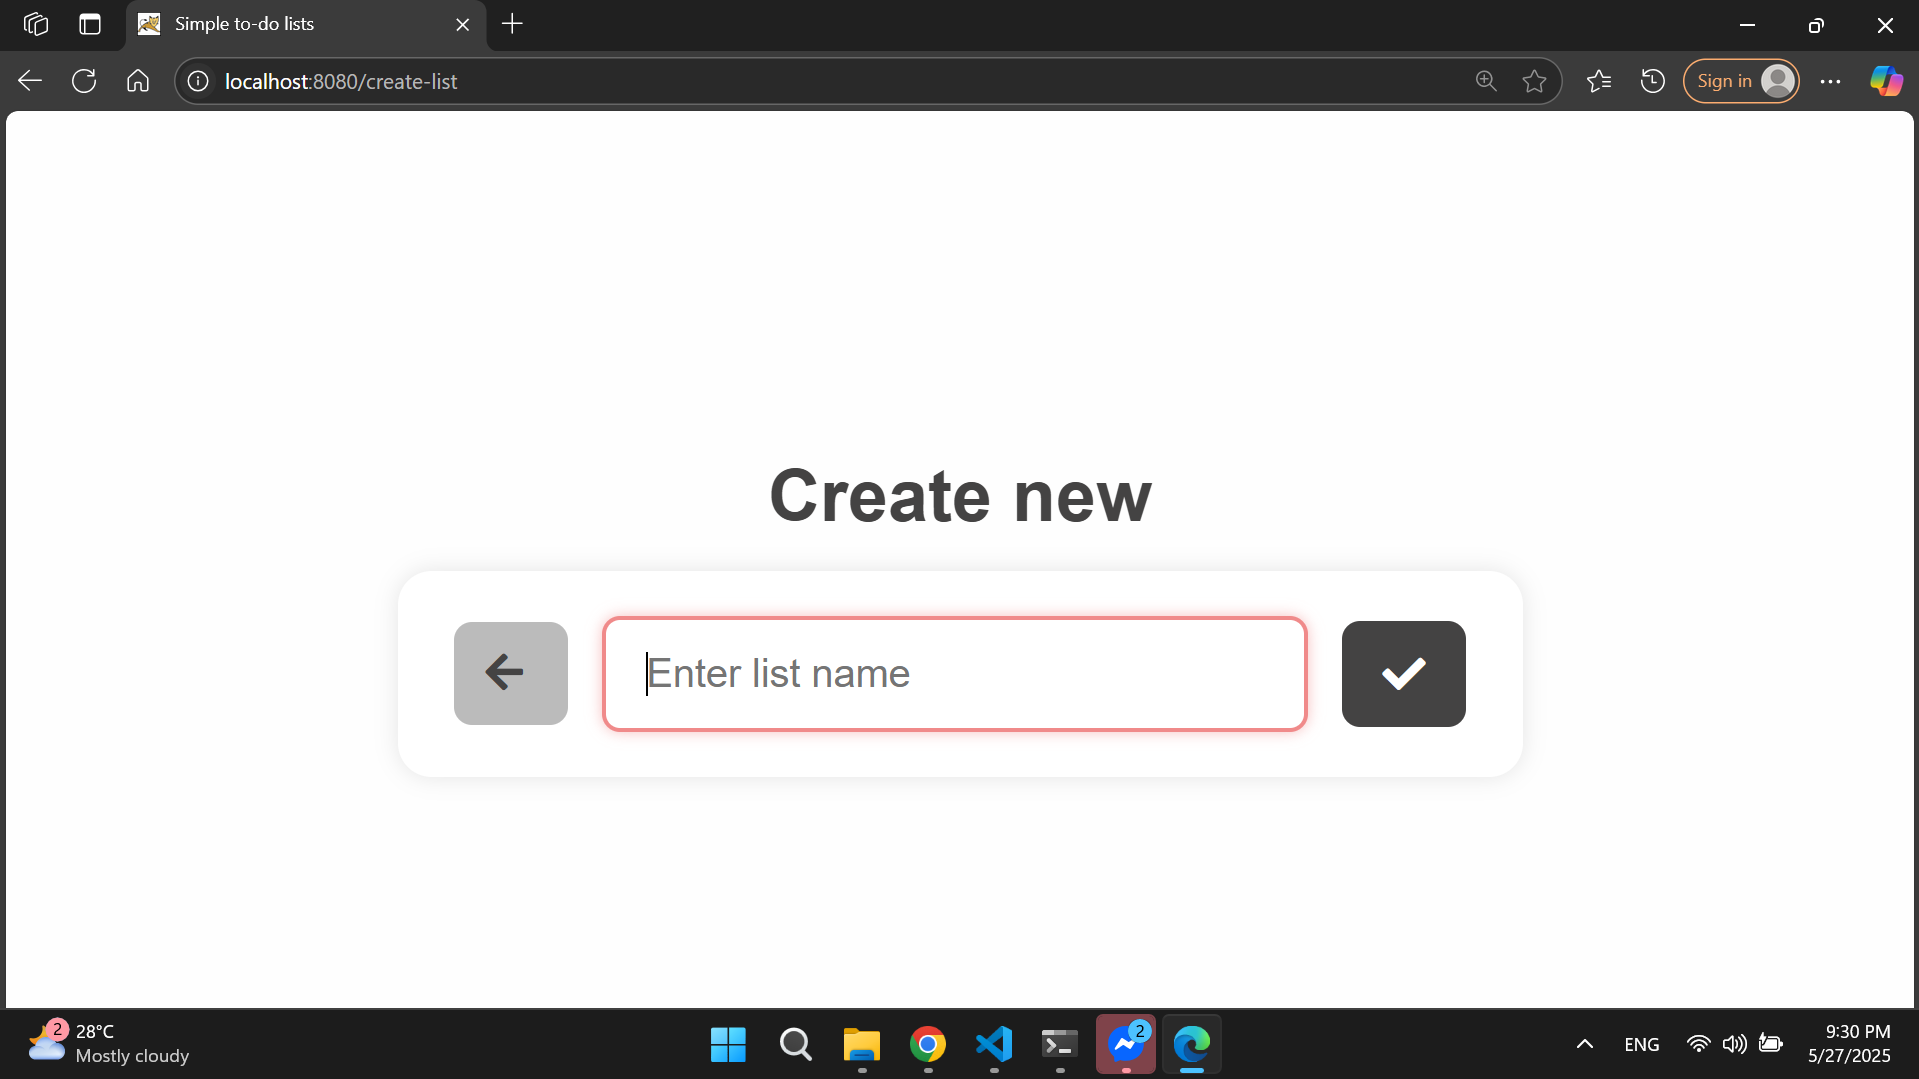 Simple to-do lists
localhost:8080/create-list
Sign in
Create new
Enter list name
2
28°C
Mostly cloudy
2
ENG
9:30 PM
5/27/2025